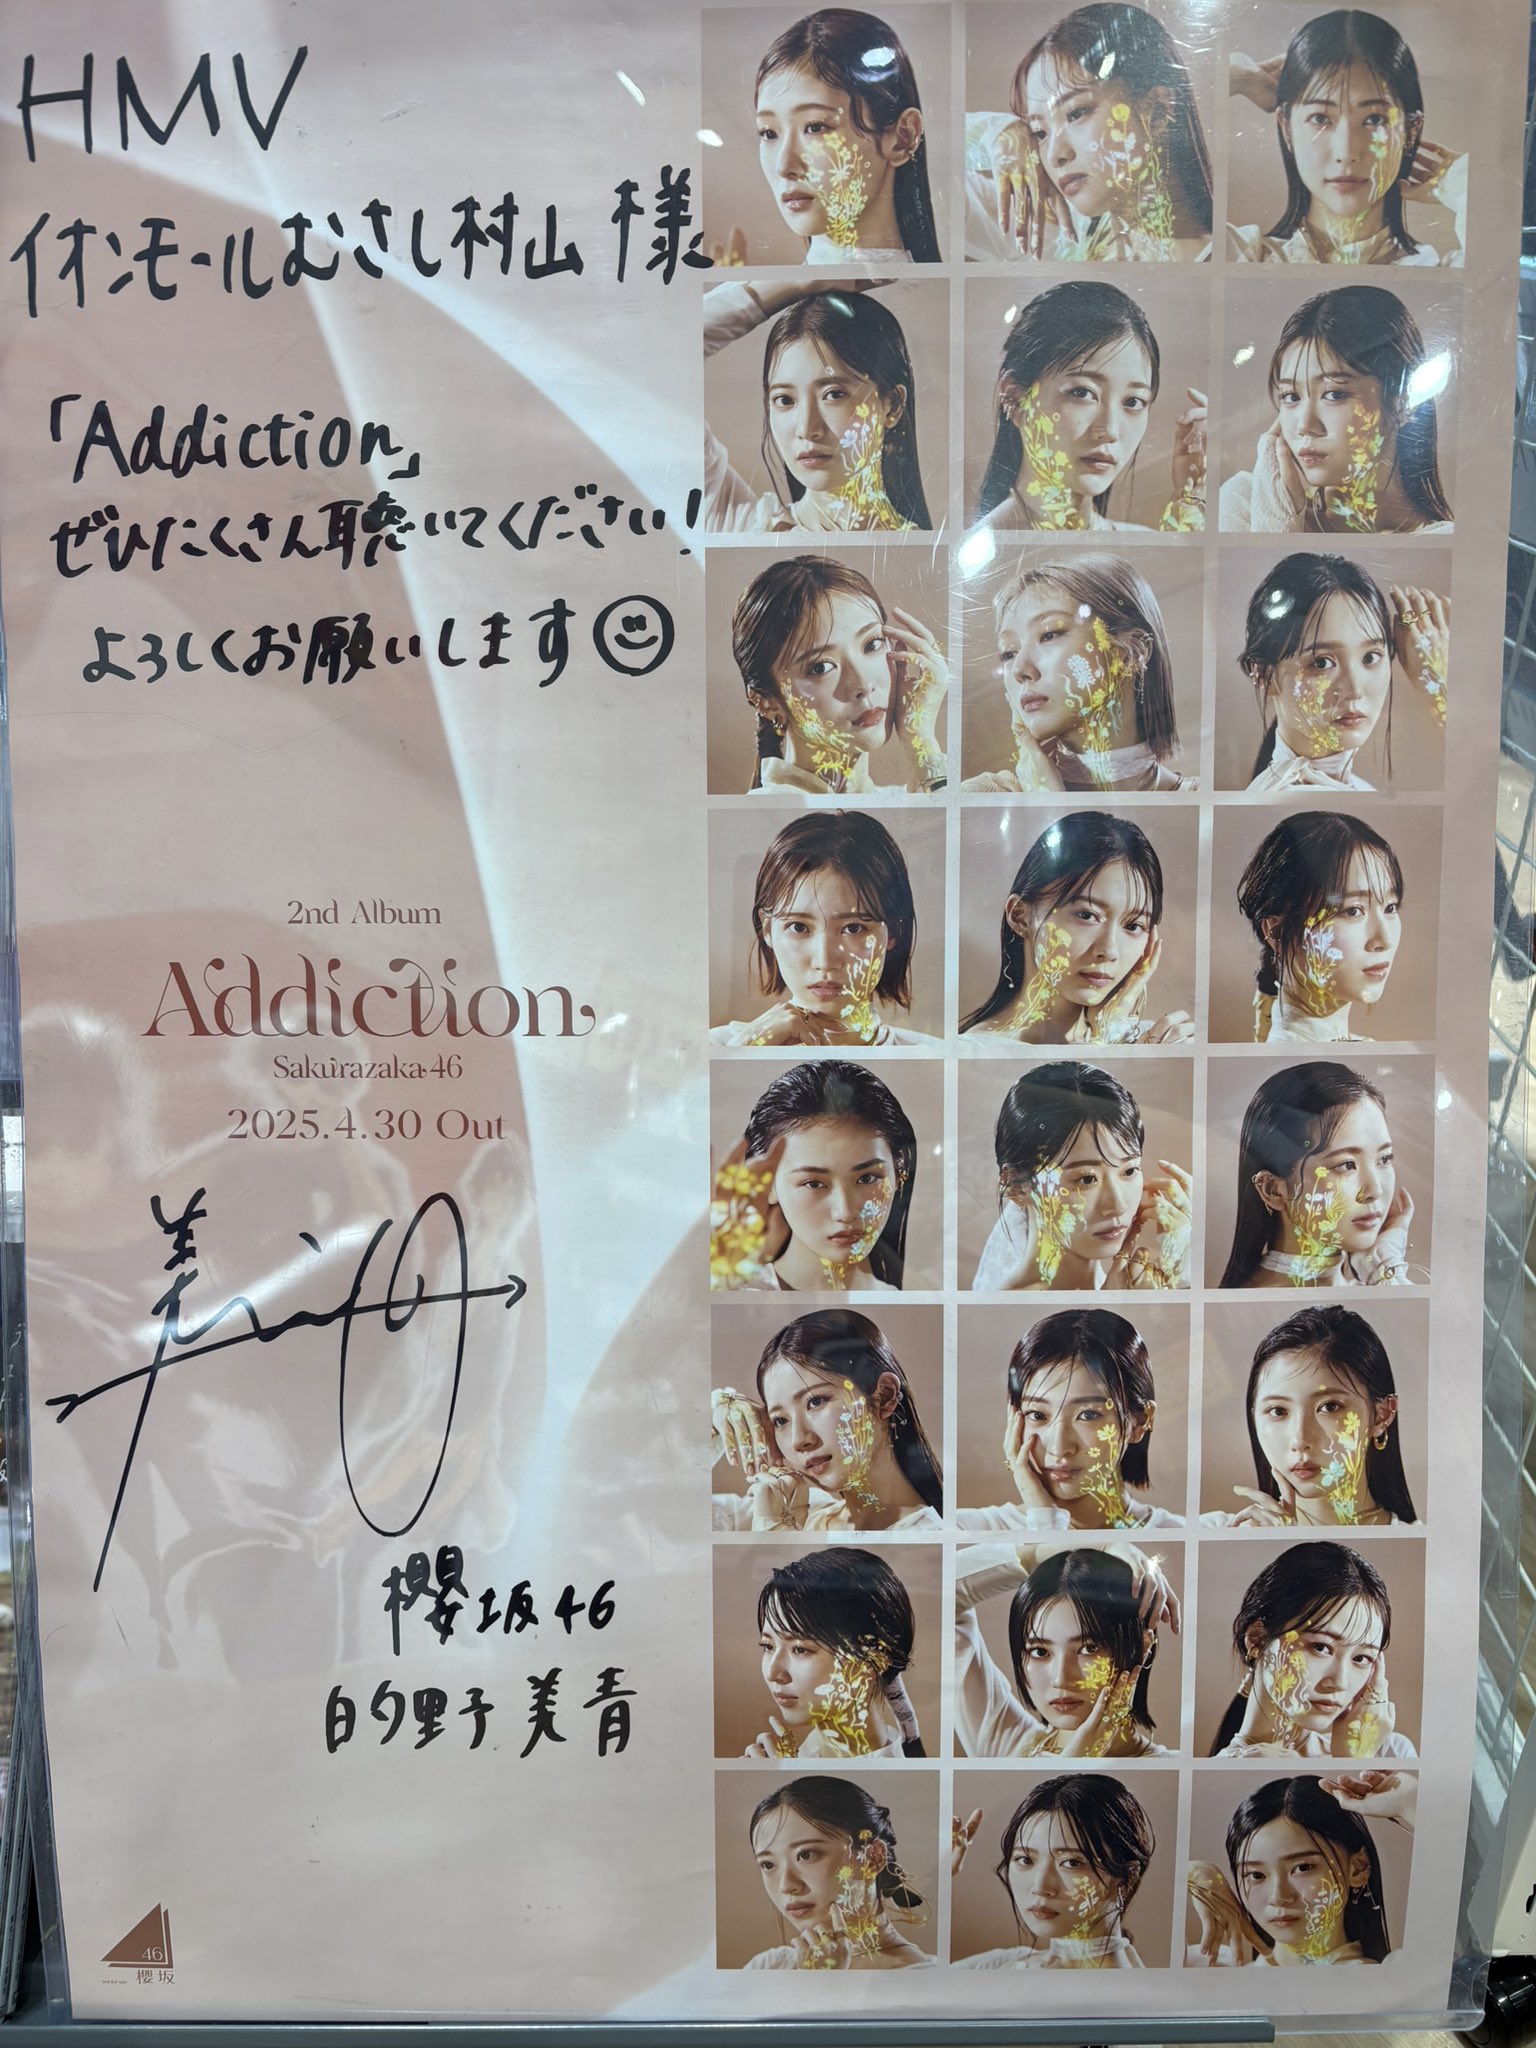 HMV
イオンモールむさし村山 様
「Addiction」
ぜひたくさん聴いてください!
よろしくお願いします
2nd Album
Addiction
Sakurazaka46
2025.4.30 Out
櫻坂46
的野美青
46
櫻坂